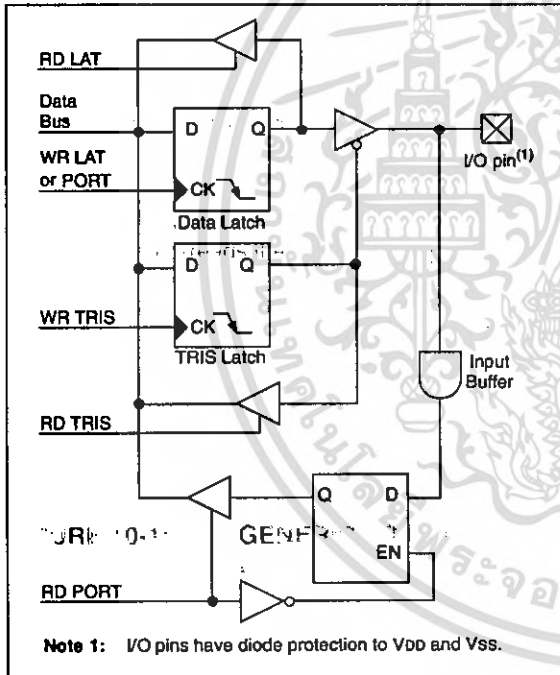 RD LAT
Data
Bus
D Q
WR LAT
or PORT
CK
Data Latch
I/O pin(1)
D Q
WR TRIS
CK
TRIS Latch
Input
Buffer
RD TRIS
Q D
EN
RD PORT
Note 1: I/O pins have diode protection to VDD and VSS.